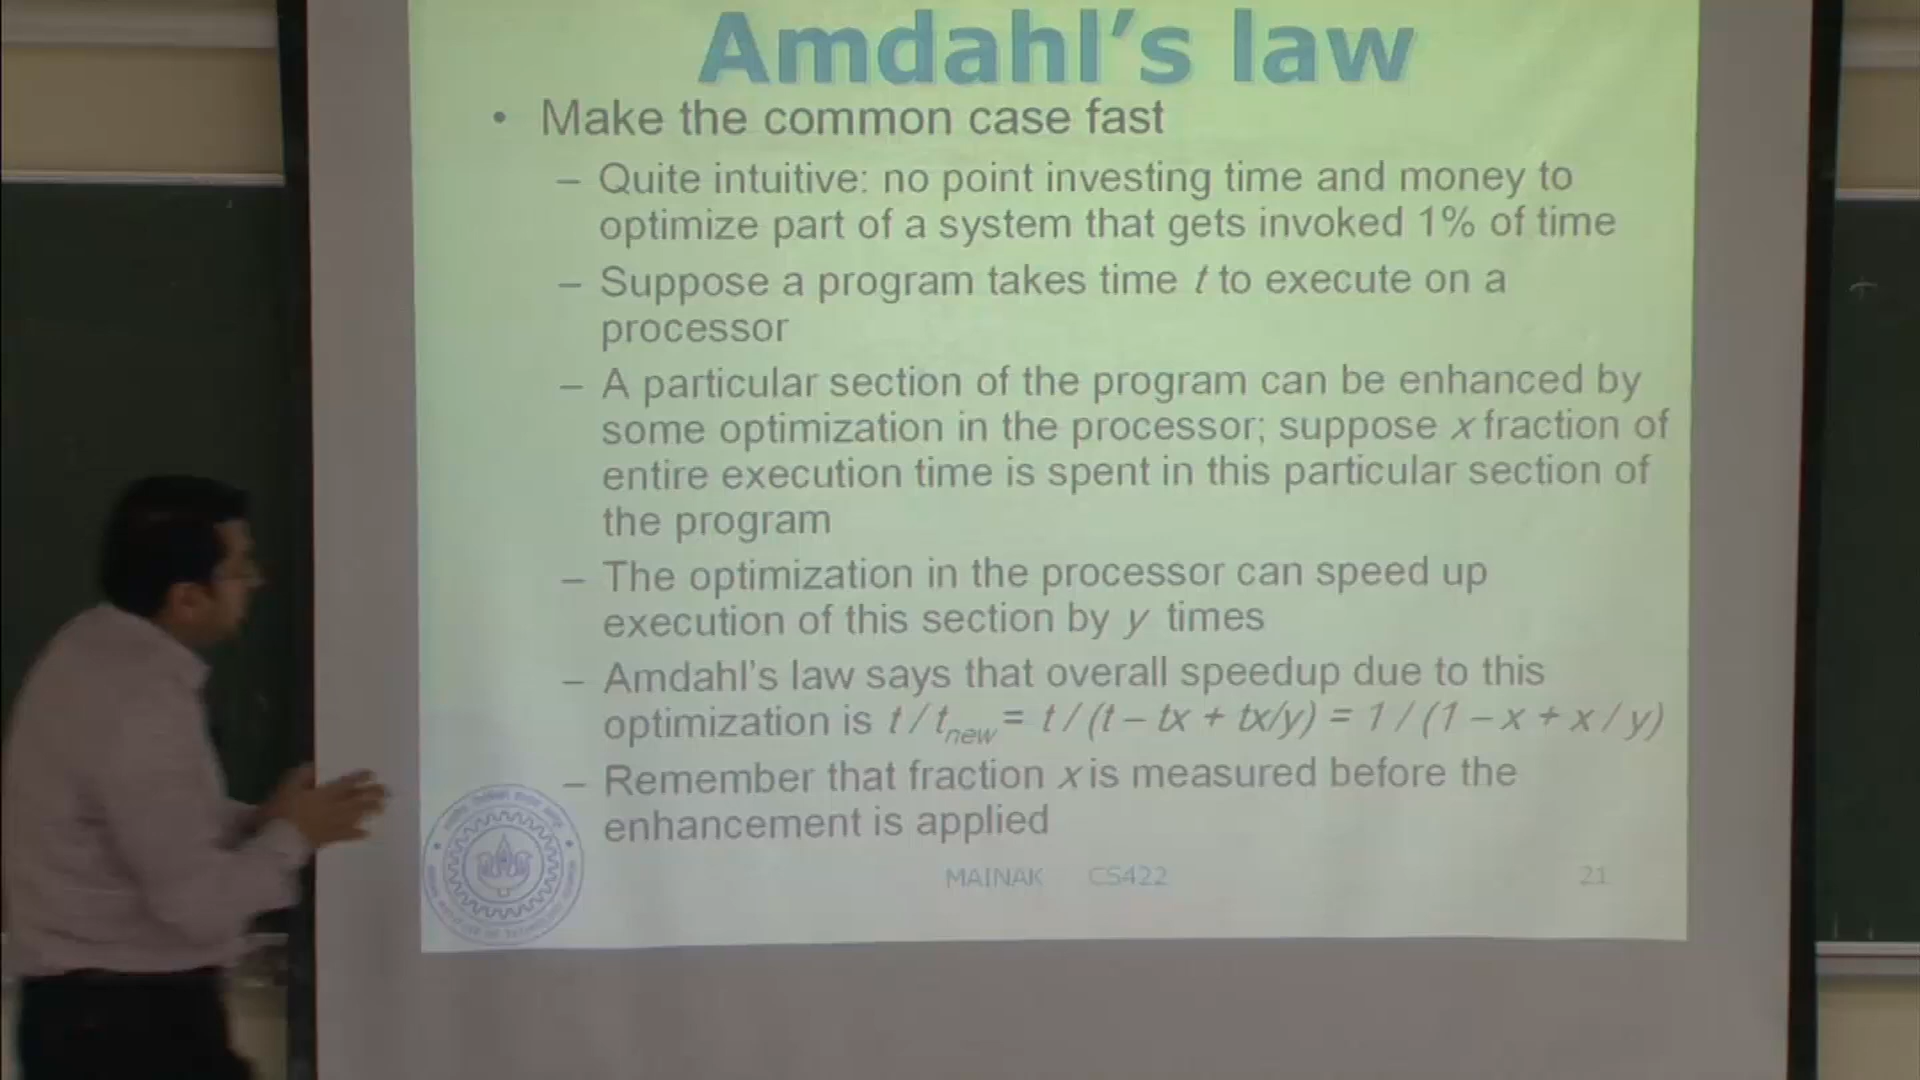 Amdahl's law
• Make the common case fast
– Quite intuitive: no point investing time and money to
optimize part of a system that gets invoked 1% of time
– Suppose a program takes time t to execute on a
processor
– A particular section of the program can be enhanced by
some optimization in the processor; suppose x fraction of
entire execution time is spent in this particular section of
the program
– The optimization in the processor can speed up
execution of this section by y times
– Amdahl's law says that overall speedup due to this
optimization is t / tnew = t / (t – tx + tx/y) = 1 / (1 – x + x / y)
– Remember that fraction x is measured before the
enhancement is applied
MAINAK CS422
21